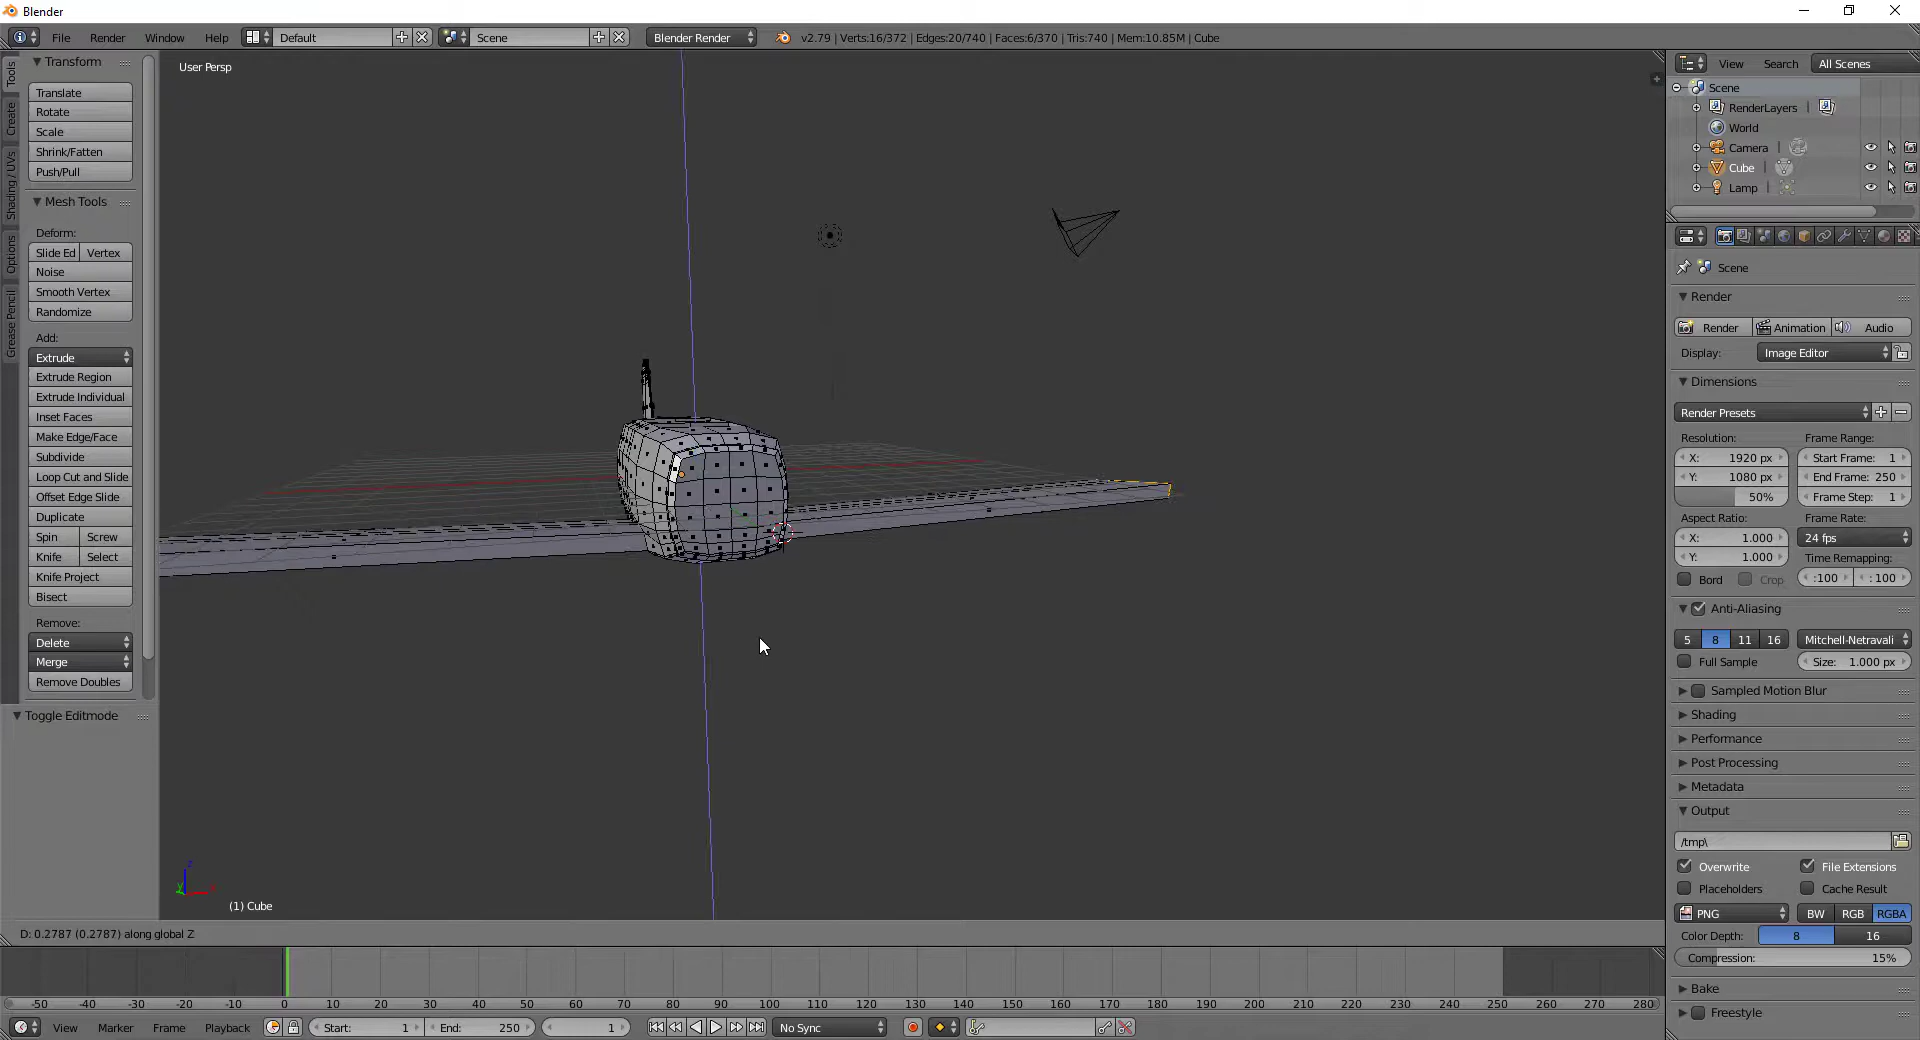 Blender
File Render Window Help Default Scene Blender Render v2.79 | Verts:16/372 | Edges:20/740 | Faces:6/370 | Tris:740 | Mem:10.85M | Cube
Tools
Create
Shading / UVs
Options
Grease Pencil
Transform
Translate
Rotate
Scale
Shrink/Fatten
Push/Pull
Mesh Tools
Deform:
Slide Ed Vertex
Noise
Smooth Vertex
Randomize
Add:
Extrude
Extrude Region
Extrude Individual
Inset Faces
Make Edge/Face
Subdivide
Loop Cut and Slide
Offset Edge Slide
Duplicate
Spin Screw
Knife Select
Knife Project
Bisect
Remove:
Delete
Merge
Remove Doubles
Toggle Editmode
User Persp
(1) Cube
D: 0.2787 (0.2787) along global Z
View Search All Scenes
Scene
RenderLayers |
World
Camera |
Cube |
Lamp |
Scene
Render
Render Animation Audio
Display: Image Editor
Dimensions
Render Presets
Resolution: Frame Range:
X: 1920 px Start Frame: 1
Y: 1080 px End Frame: 250
50% Frame Step: 1
Aspect Ratio: Frame Rate:
X: 1.000 24 fps
Y: 1.000 Time Remapping:
Bord Crop :100 : 100
Anti-Aliasing
5 8 11 16 Mitchell-Netravali
Full Sample Size: 1.000 px
Sampled Motion Blur
Shading
Performance
Post Processing
Metadata
Output
/tmp\
Overwrite File Extensions
Placeholders Cache Result
PNG BW RGB RGBA
Color Depth: 8 16
Compression: 15%
Bake
Freestyle
-50 -40 -30 -20 -10 0 10 20 30 40 50 60 70 80 90 100 110 120 130 140 150 160 170 180 190 200 210 220 230 240 250 260 270 280
View Marker Frame Playback Start: 1 End: 250 1 No Sync